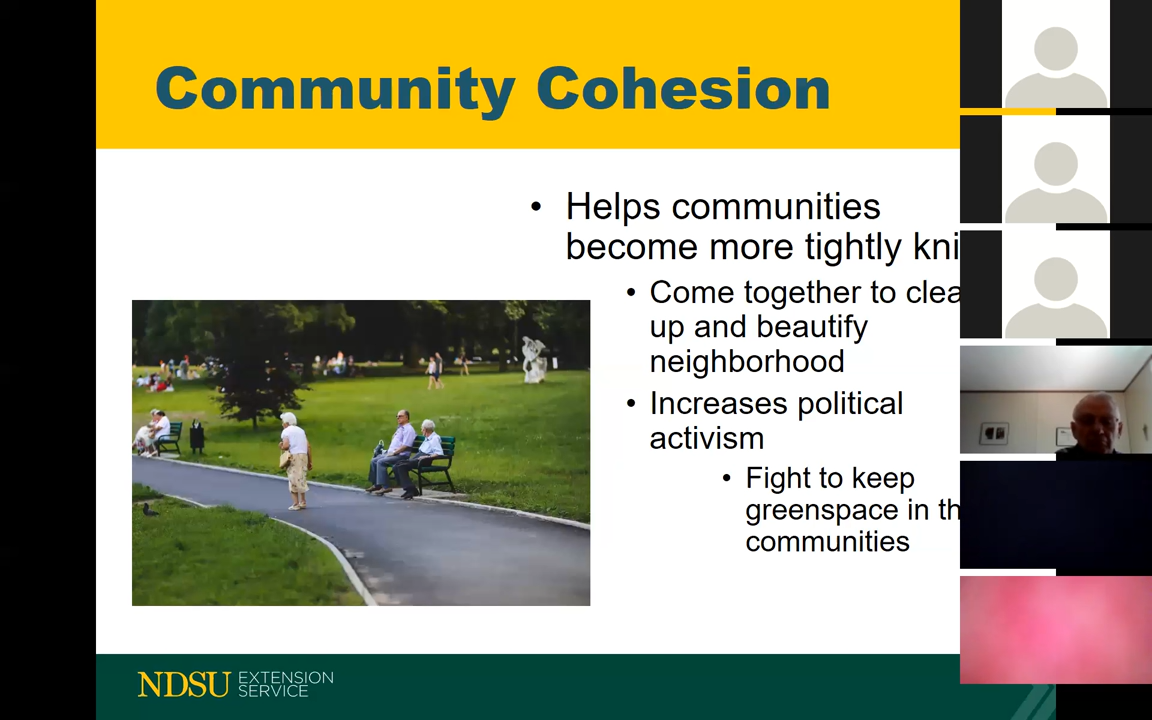 Community Cohesion
• Helps communities
become more tightly kni
• Come together to clea
up and beautify
neighborhood
• Increases political
activism
• Fight to keep
greenspace in th
communities
NDSU EXTENSION
SERVICE